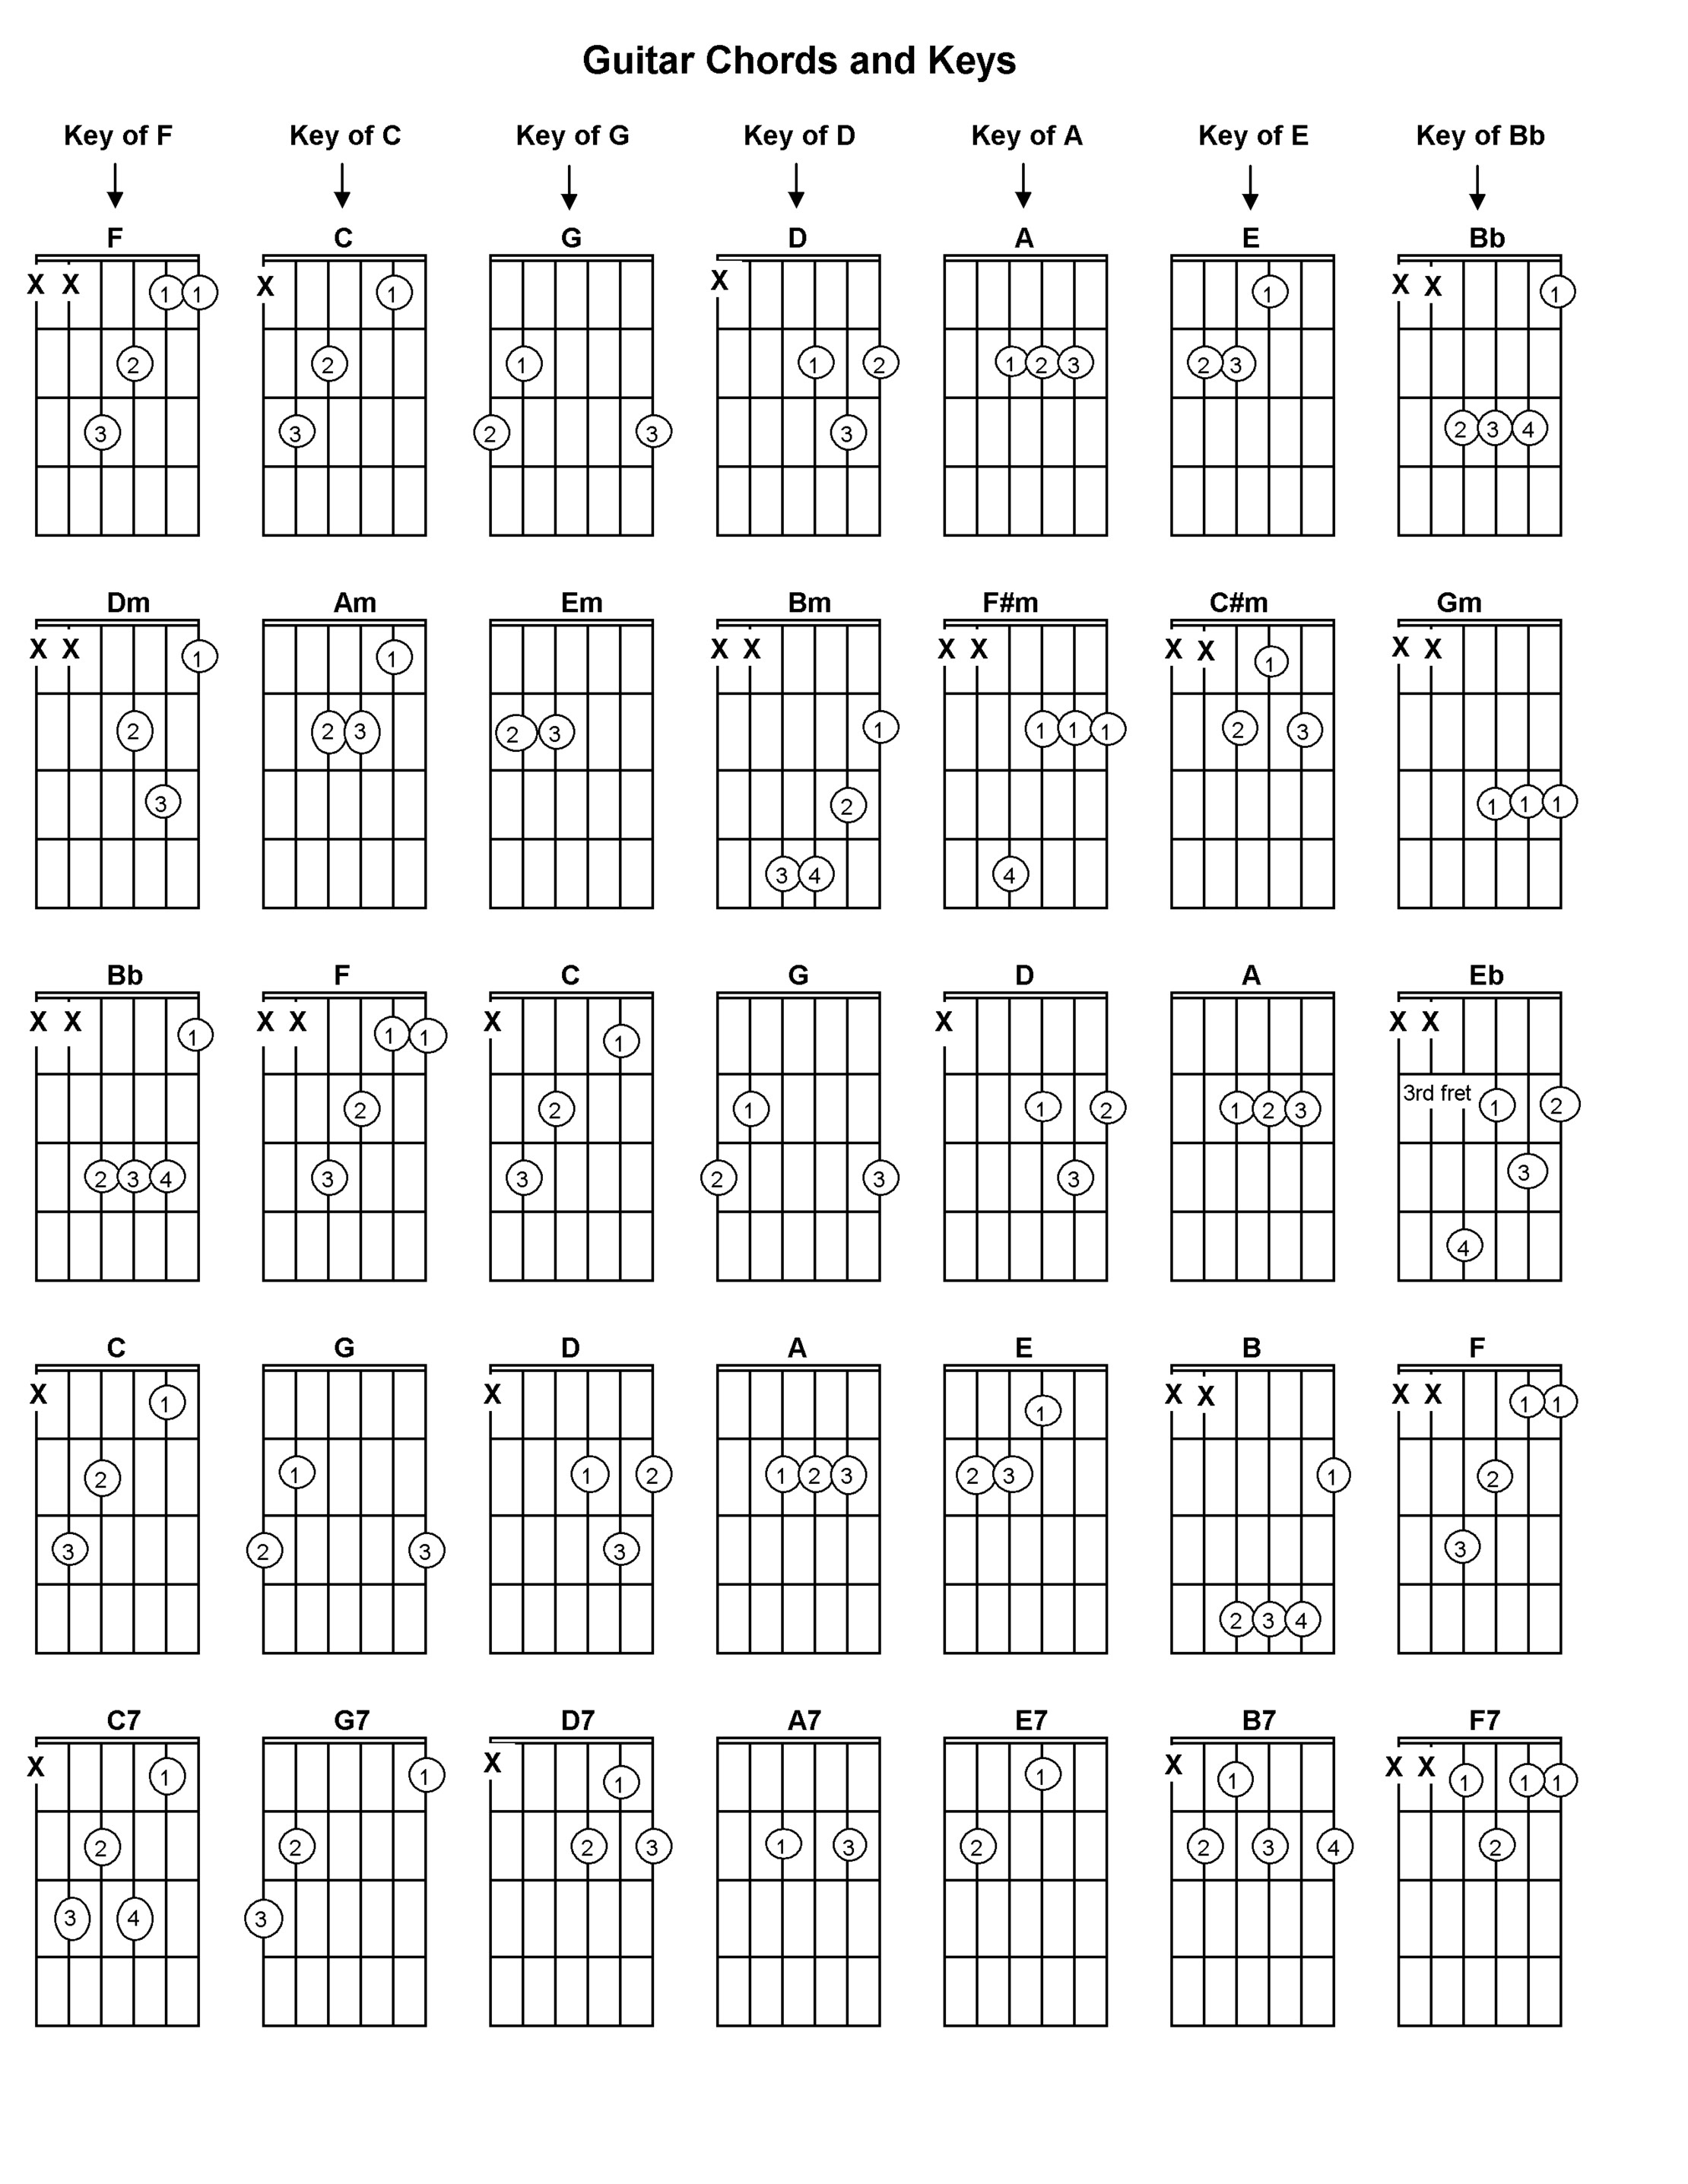 Guitar Chords and Keys
Key of F Key of C Key of G Key of D Key of A Key of E Key of Bb
F C G D A E Bb
X X 1 1 X 1 X 1 X X 1
2 2 1 1 2 1 2 3 2 3
3 3 2 3 3 2 3 4
Dm Am Em Bm F#m C#m Gm
X X 1 1 X X X X X X 1 X X
2 2 3 2 3 1 1 1 1 2 3
3 2 1 1 1
3 4 4
Bb F C G D A Eb
X X 1 X X 1 1 X 1 X X X
2 2 1 1 2 1 2 3 3rd fret 1 2
2 3 4 3 3 2 3 3 3
4
C G D A E B F
X 1 X 1 X X X X 1 1
2 1 1 2 1 2 3 2 3 1 2
3 2 3 3 3
2 3 4
C7 G7 D7 A7 E7 B7 F7
X 1 1 X 1 1 X 1 X X 1 1 1
2 2 2 3 1 3 2 2 3 4 2
3 4 3